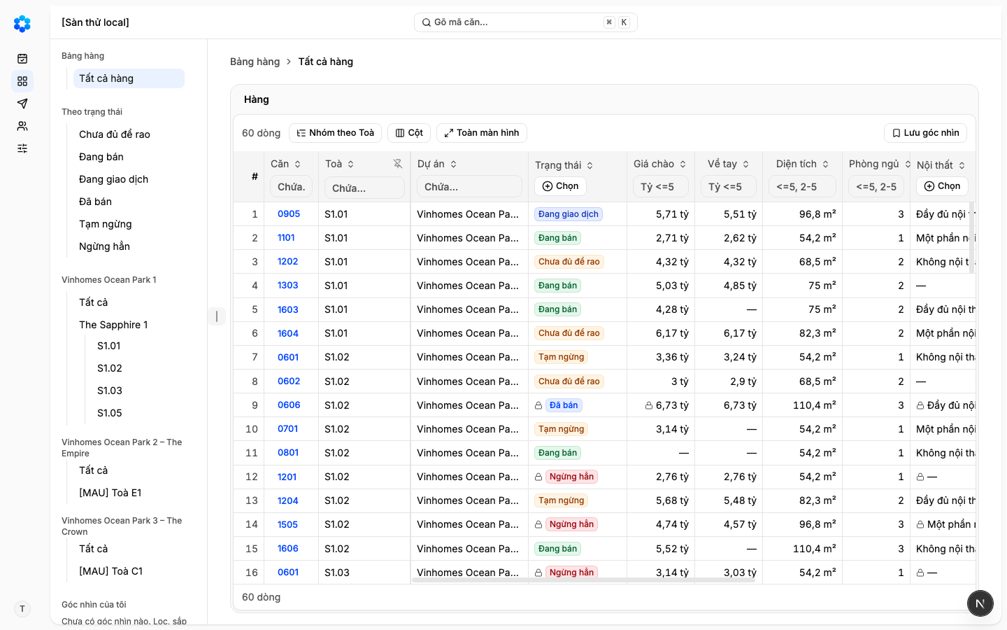 [Sàn thử local]
Gõ mã căn...
⌘ K
Bảng hàng
Tất cả hàng
Theo trạng thái
Chưa đủ để rao
Đang bán
Đang giao dịch
Đã bán
Tạm ngừng
Ngừng hẳn
Vinhomes Ocean Park 1
Tất cả
The Sapphire 1
S1.01
S1.02
S1.03
S1.05
Vinhomes Ocean Park 2 – The
Empire
Tất cả
[MAU] Toà E1
Vinhomes Ocean Park 3 – The
Crown
Tất cả
[MAU] Toà C1
Góc nhìn của tôi
Chưa có góc nhìn nào. Lọc, sắp
T
Bảng hàng > Tất cả hàng
Hàng
60 dòng Nhóm theo Toà Cột Toàn màn hình Lưu góc nhìn
# Căn Toà Dự án Trạng thái Giá chào Về tay Diện tích Phòng ngủ Nội thất
Chứa. Chứa... Chứa... Chọn Tỷ <=5 Tỷ <=5 <=5, 2-5 <=5, 2-5 Chọn
1 0905 S1.01 Vinhomes Ocean Pa... Đang giao dịch 5,71 tỷ 5,51 tỷ 96,8 m² 3 Đầy đủ nội
2 1101 S1.01 Vinhomes Ocean Pa... Đang bán 2,71 tỷ 2,62 tỷ 54,2 m² 1 Một phần
3 1202 S1.01 Vinhomes Ocean Pa... Chưa đủ để rao 4,32 tỷ 4,32 tỷ 68,5 m² 2 Không nội
4 1303 S1.01 Vinhomes Ocean Pa... Đang bán 5,03 tỷ 4,85 tỷ 75 m² 2 —
5 1603 S1.01 Vinhomes Ocean Pa... Đang bán 4,28 tỷ — 75 m² 2 Đầy đủ nội th
6 1604 S1.01 Vinhomes Ocean Pa... Chưa đủ để rao 6,17 tỷ 6,17 tỷ 82,3 m² 2 Một phần nội
7 0601 S1.02 Vinhomes Ocean Pa... Tạm ngừng 3,36 tỷ 3,24 tỷ 54,2 m² 1 Không nội th
8 0602 S1.02 Vinhomes Ocean Pa... Chưa đủ để rao 3 tỷ 2,9 tỷ 68,5 m² 2 —
9 0606 S1.02 Vinhomes Ocean Pa... Đã bán 6,73 tỷ 6,73 tỷ 110,4 m² 3 Đầy đủ nội
10 0701 S1.02 Vinhomes Ocean Pa... Tạm ngừng 3,14 tỷ — 54,2 m² 1 Một phần nội
11 0801 S1.02 Vinhomes Ocean Pa... Đang bán — — 54,2 m² 1 Không nội th
12 1201 S1.02 Vinhomes Ocean Pa... Ngừng hẳn 2,76 tỷ 2,76 tỷ 54,2 m² 1 —
13 1204 S1.02 Vinhomes Ocean Pa... Tạm ngừng 5,68 tỷ 5,48 tỷ 82,3 m² 2 Đầy đủ nội th
14 1505 S1.02 Vinhomes Ocean Pa... Ngừng hẳn 4,74 tỷ 4,57 tỷ 96,8 m² 3 Một phần
15 1606 S1.02 Vinhomes Ocean Pa... Đang bán 5,52 tỷ — 110,4 m² 3 Không nội th
16 0601 S1.03 Vinhomes Ocean Pa... Ngừng hẳn 3,14 tỷ 3,03 tỷ 54,2 m² 1 —
60 dòng
N